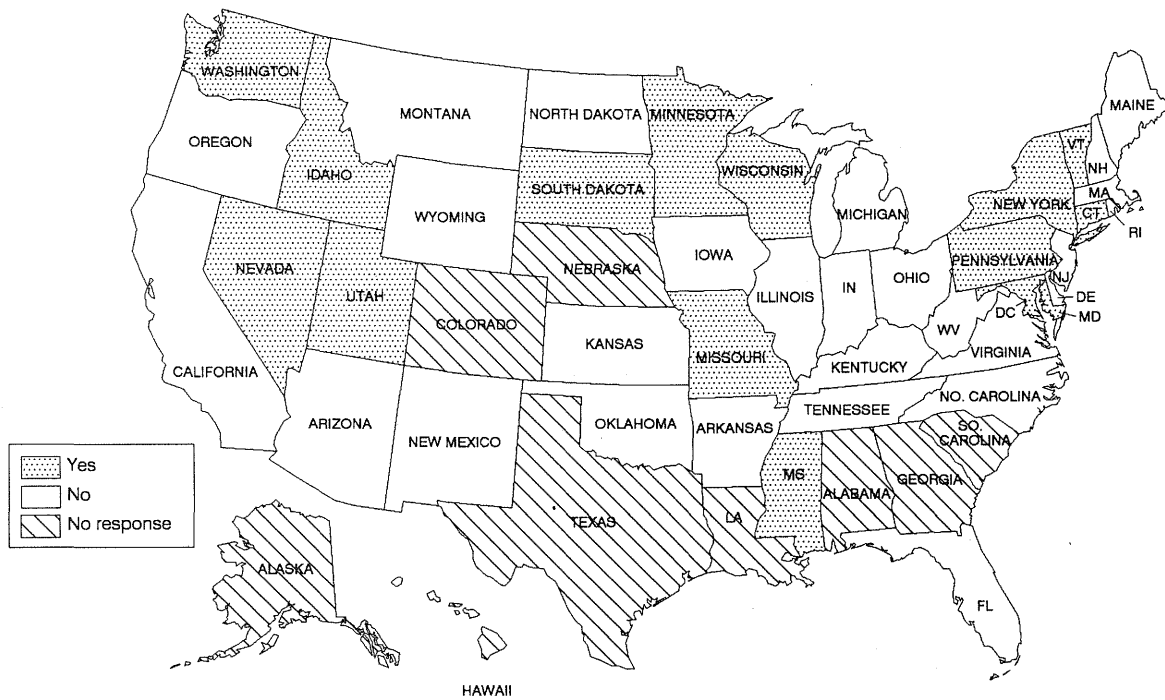 WASHINGTON
MONTANA
NORTH DAKOTA
MINNESOTA
MAINE
OREGON
IDAHO
SOUTH DAKOTA
WISCONSIN
VT
NH
WYOMING
MICHIGAN
NEW YORK
MA
CT
RI
NEVADA
UTAH
NEBRASKA
IOWA
PENNSYLVANIA
NJ
COLORADO
ILLINOIS
IN
OHIO
DE
DC
MD
CALIFORNIA
KANSAS
MISSOURI
WV
VIRGINIA
KENTUCKY
ARIZONA
NEW MEXICO
OKLAHOMA
ARKANSAS
TENNESSEE
NO. CAROLINA
SO.
CAROLINA
TEXAS
LA
MS
ALABAMA
GEORGIA
FL
Yes
No
No response
ALASKA
HAWAII